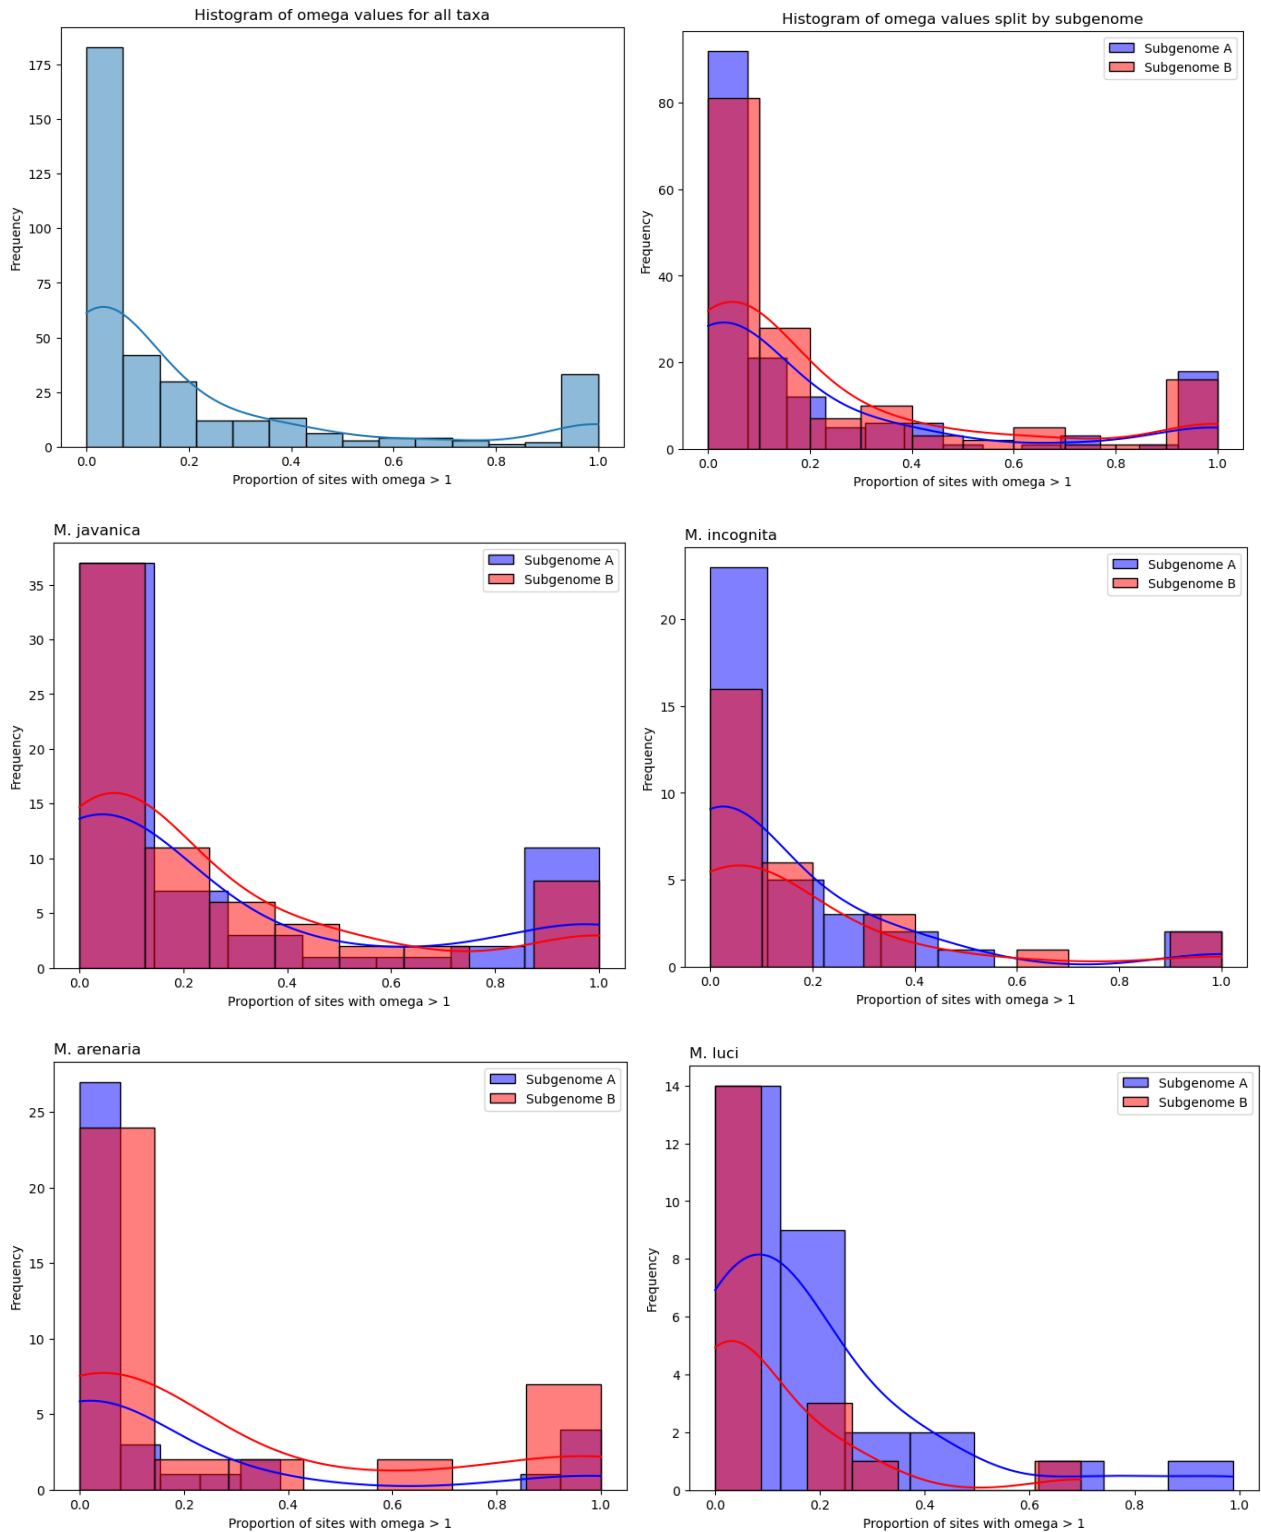 Histogram of omega values for all taxa
175
150
125
100
75
50
25
0
Frequency
0.0 0.2 0.4 0.6 0.8 1.0
Proportion of sites with omega > 1
Histogram of omega values split by subgenome
Subgenome A
Subgenome B
80
60
40
20
0
Frequency
0.0 0.2 0.4 0.6 0.8 1.0
Proportion of sites with omega > 1
M. javanica
Subgenome A
Subgenome B
35
30
25
20
15
10
5
0
Frequency
0.0 0.2 0.4 0.6 0.8 1.0
Proportion of sites with omega > 1
M. incognita
Subgenome A
Subgenome B
20
15
10
5
0
Frequency
0.0 0.2 0.4 0.6 0.8 1.0
Proportion of sites with omega > 1
M. arenaria
Subgenome A
Subgenome B
25
20
15
10
5
0
Frequency
0.0 0.2 0.4 0.6 0.8 1.0
Proportion of sites with omega > 1
M. luci
Subgenome A
Subgenome B
14
12
10
8
6
4
2
0
Frequency
0.0 0.2 0.4 0.6 0.8 1.0
Proportion of sites with omega > 1